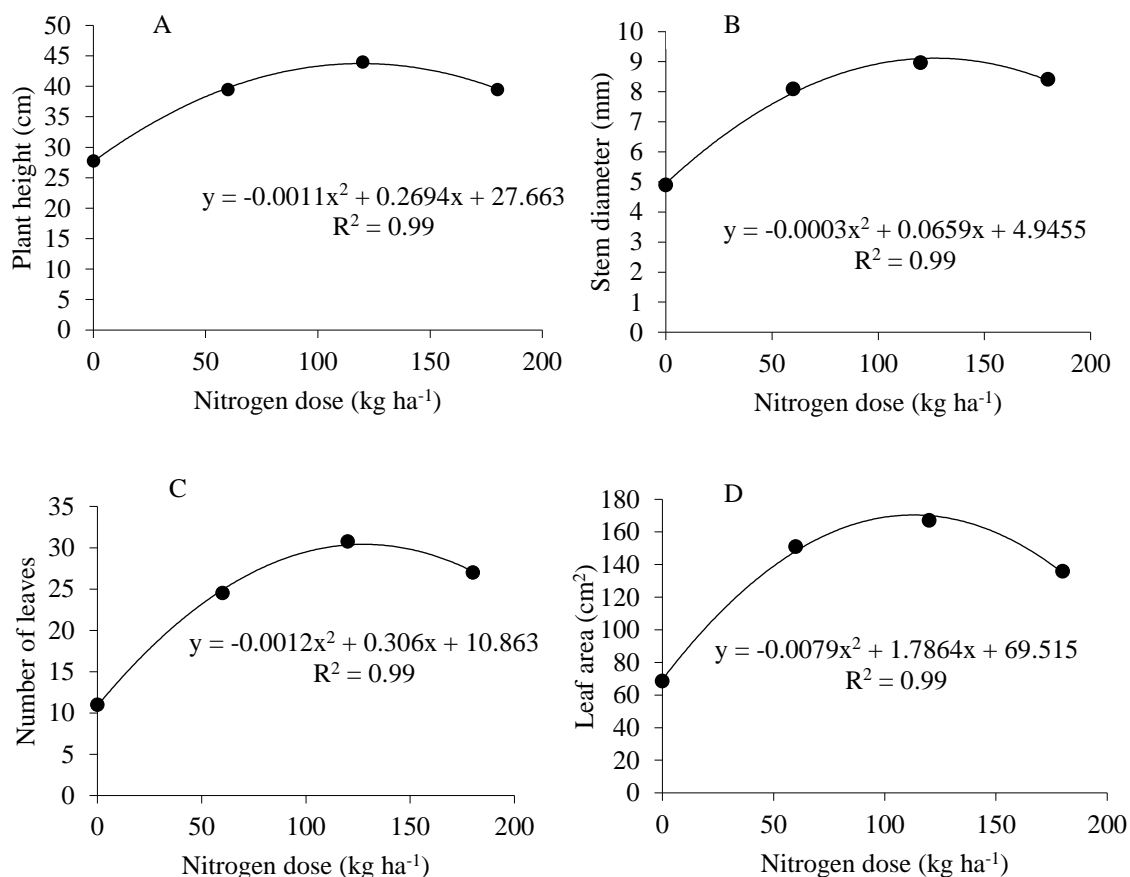 A
Plant height (cm)
50
45
40
35
30
25
20
15
10
5
0
y = -0.0011x² + 0.2694x + 27.663
R² = 0.99
0 50 100 150 200
Nitrogen dose (kg ha⁻¹)
B
Stem diameter (mm)
10
9
8
7
6
5
4
3
2
1
0
y = -0.0003x² + 0.0659x + 4.9455
R² = 0.99
0 50 100 150 200
Nitrogen dose (kg ha⁻¹)
C
Number of leaves
35
30
25
20
15
10
5
0
y = -0.0012x² + 0.306x + 10.863
R² = 0.99
0 50 100 150 200
Nitrogen dose (kg ha⁻¹)
D
Leaf area (cm²)
180
160
140
120
100
80
60
40
20
0
y = -0.0079x² + 1.7864x + 69.515
R² = 0.99
0 50 100 150 200
Nitrogen dose (kg ha⁻¹)